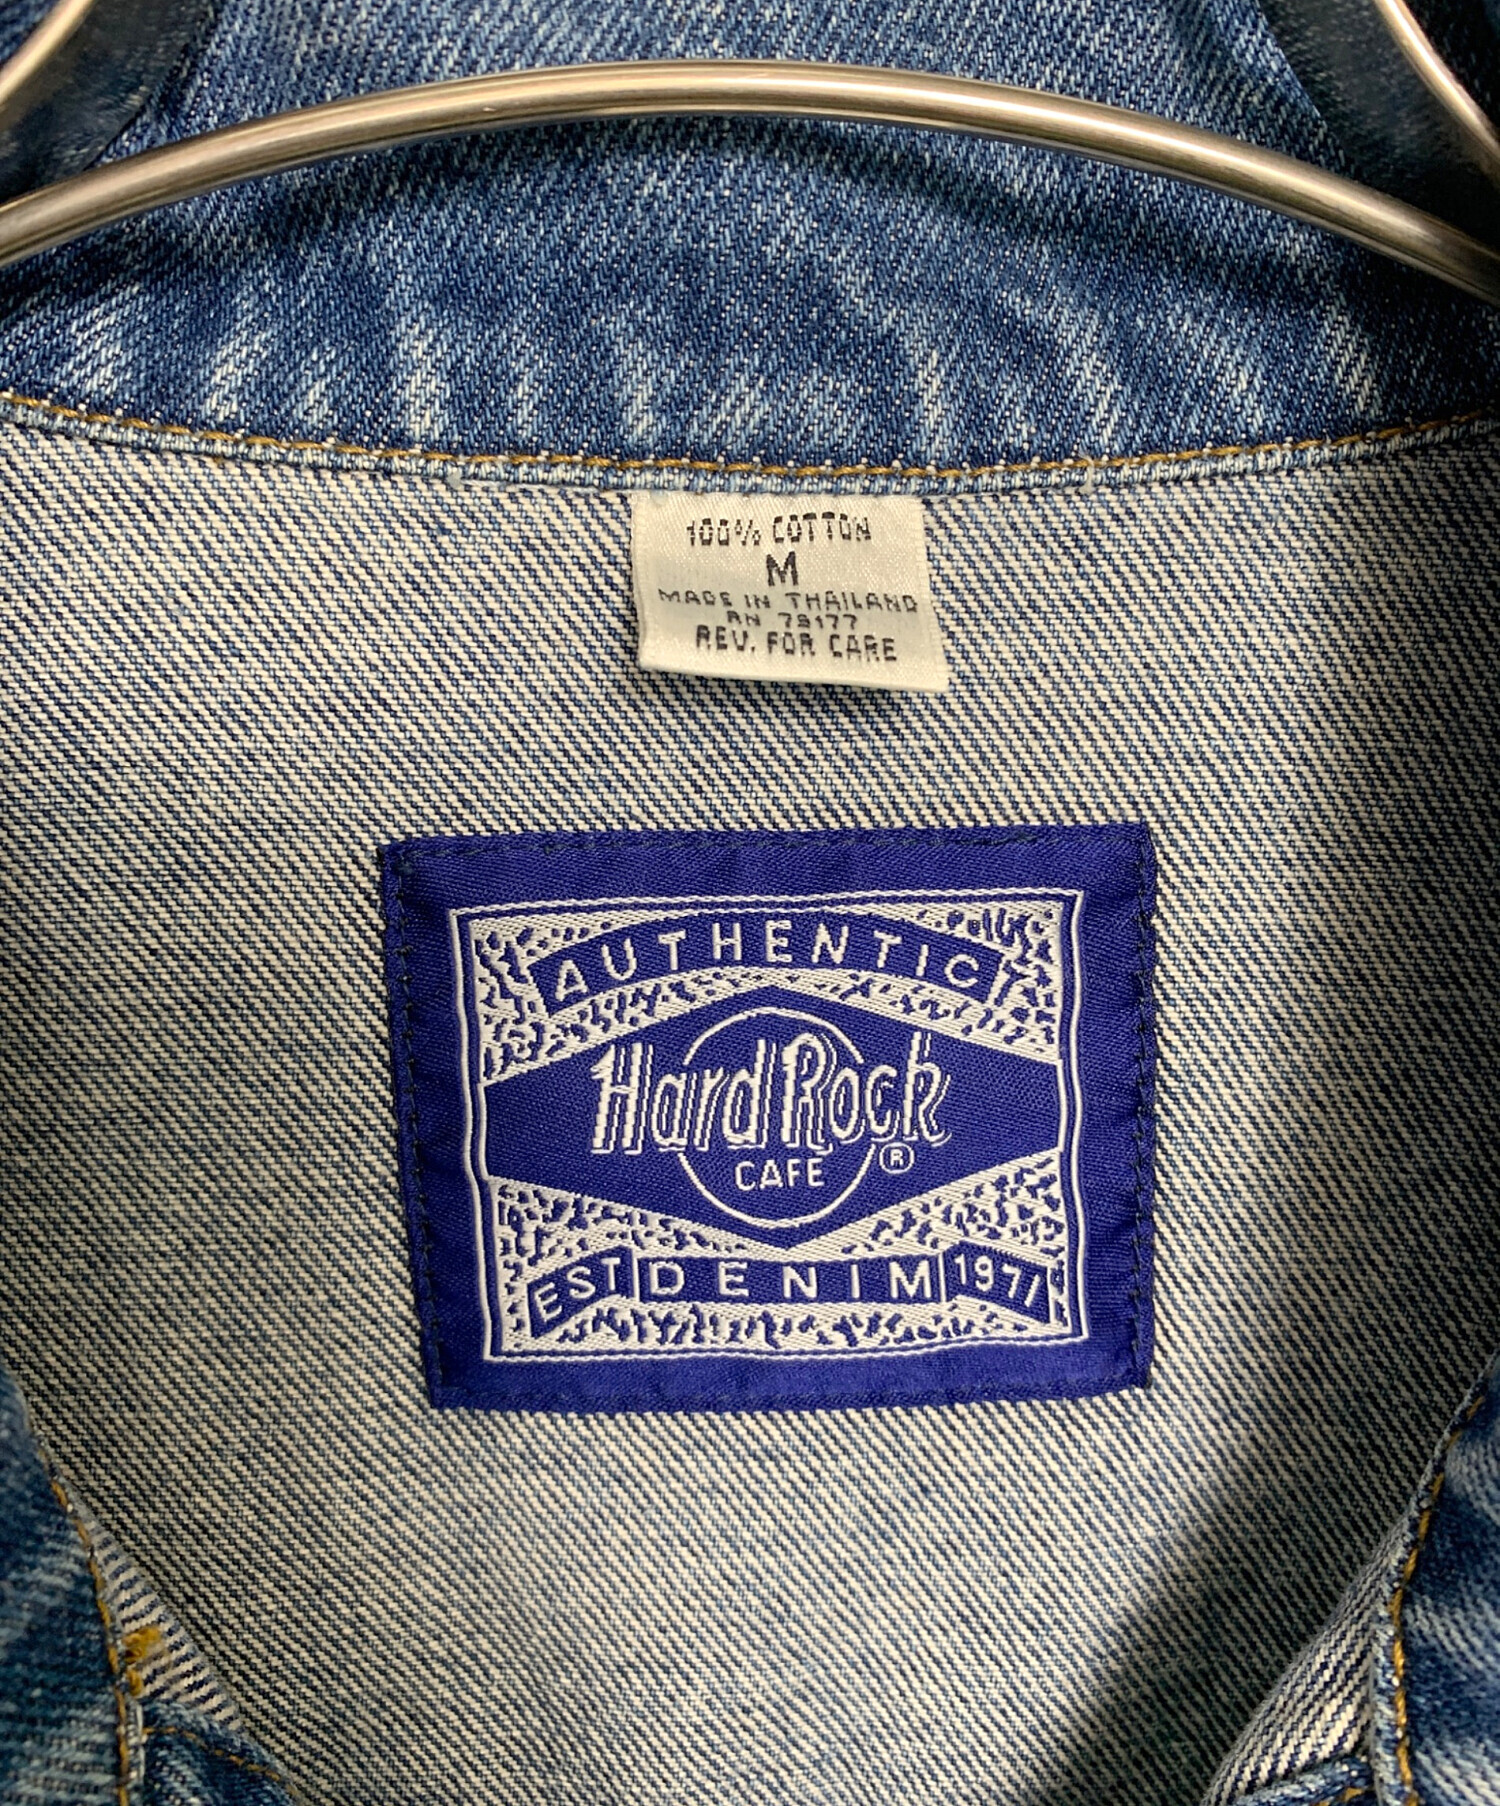 100% COTTON
M
MADE IN THAILAND
RN 79177
REV. FOR CARE
AUTHENTIC
Hard Rock
CAFE ®
EST DENIM 1971